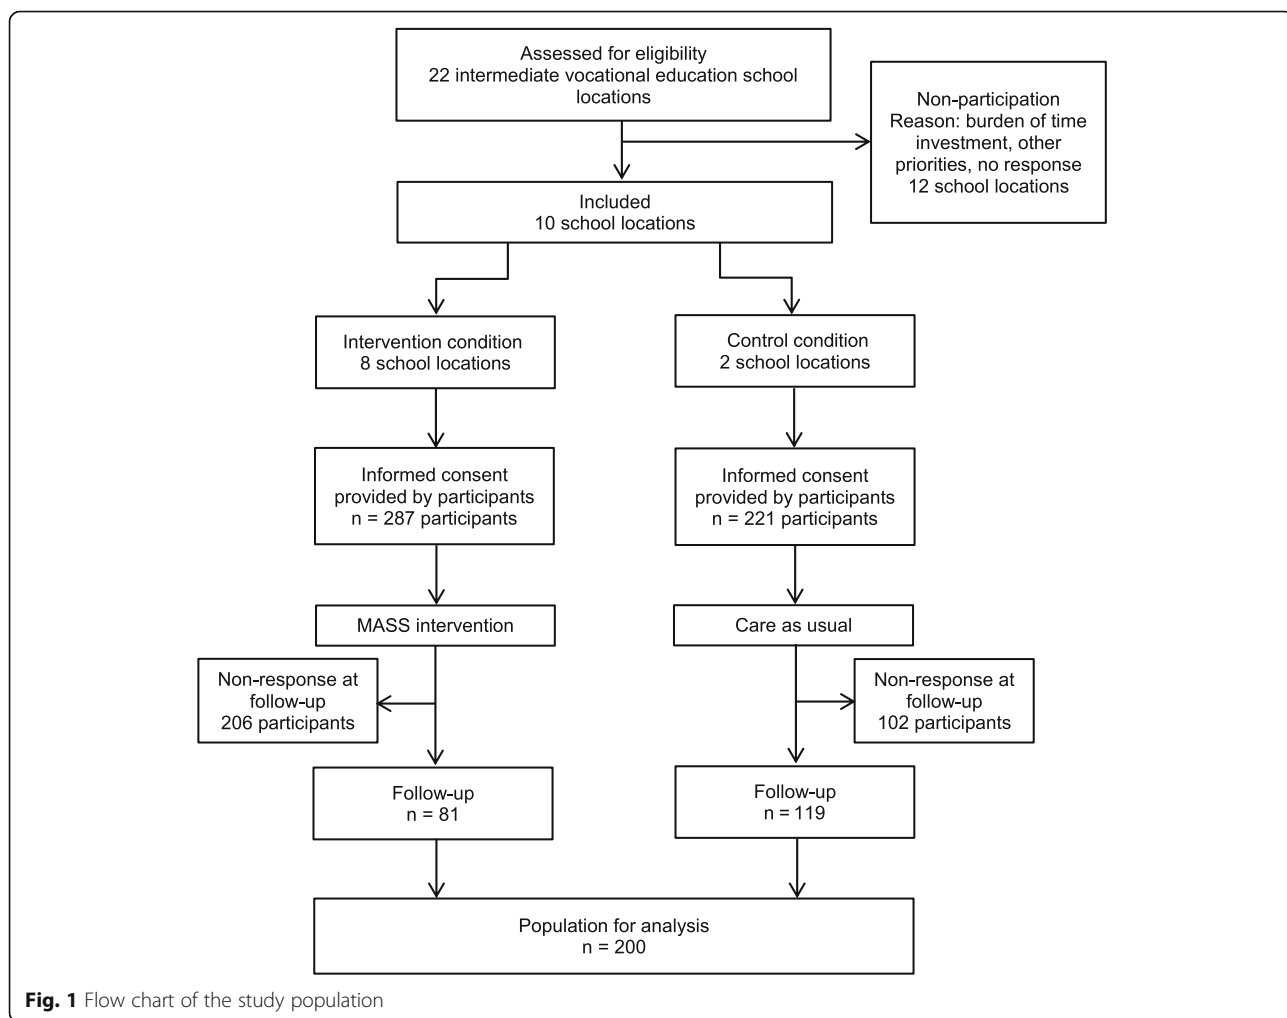 Assessed for eligibility
22 intermediate vocational education school
locations
Non-participation
Reason: burden of time
investment, other
priorities, no response
12 school locations
Included
10 school locations
Intervention condition
8 school locations
Control condition
2 school locations
Informed consent
provided by participants
n = 287 participants
Informed consent
provided by participants
n = 221 participants
MASS intervention
Care as usual
Non-response at
follow-up
206 participants
Non-response at
follow-up
102 participants
Follow-up
n = 81
Follow-up
n = 119
Population for analysis
n = 200
Fig. 1 Flow chart of the study population